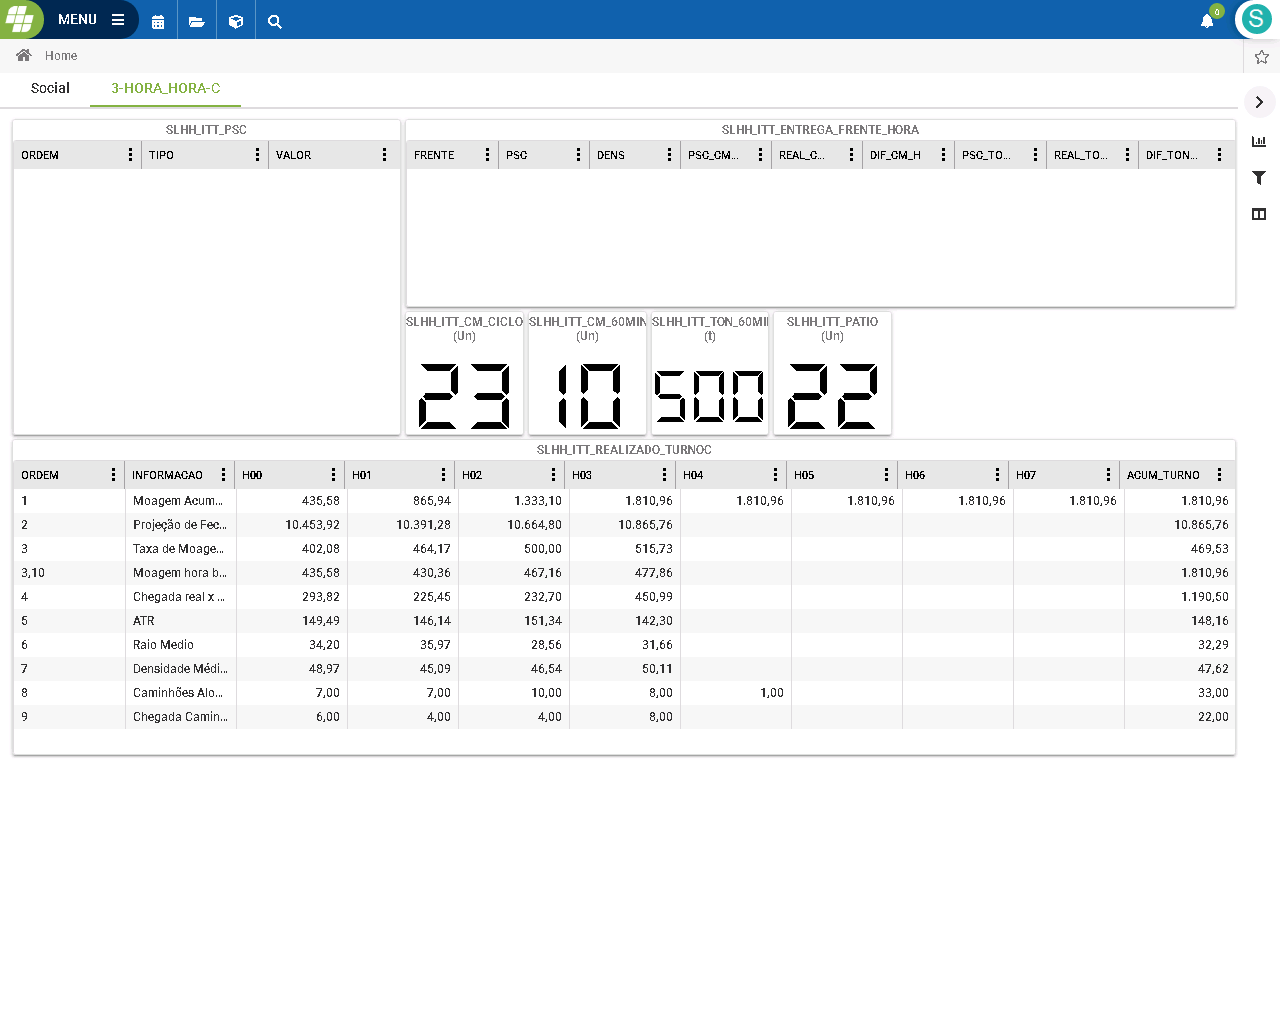 MENU
0
S
Home
Social 3-HORA_HORA-C
SLHH_ITT_PSC
ORDEM TIPO VALOR
SLHH_ITT_ENTREGA_FRENTE_HORA
FRENTE PSC DENS PSC_CM... REAL_C... DIF_CM_H PSC_TO... REAL_TO... DIF_TON...
SLHH_ITT_CM_CICLO
(Un)
23
SLHH_ITT_CM_60MIN
(Un)
10
SLHH_ITT_TON_60MI
(t)
500
SLHH_ITT_PATIO
(Un)
22
SLHH_ITT_REALIZADO_TURNOC
ORDEM INFORMACAO H00 H01 H02 H03 H04 H05 H06 H07 ACUM_TURNO
1 Moagem Acum... 435,58 865,94 1.333,10 1.810,96 1.810,96 1.810,96 1.810,96 1.810,96 1.810,96
2 Projeção de Fec... 10.453,92 10.391,28 10.664,80 10.865,76 10.865,76
3 Taxa de Moage... 402,08 464,17 500,00 515,73 469,53
3,10 Moagem hora b... 435,58 430,36 467,16 477,86 1.810,96
4 Chegada real x ... 293,82 225,45 232,70 450,99 1.190,50
5 ATR 149,49 146,14 151,34 142,30 148,16
6 Raio Medio 34,20 35,97 28,56 31,66 32,29
7 Densidade Médi... 48,97 45,09 46,54 50,11 47,62
8 Caminhões Alo... 7,00 7,00 10,00 8,00 1,00 33,00
9 Chegada Camin... 6,00 4,00 4,00 8,00 22,00